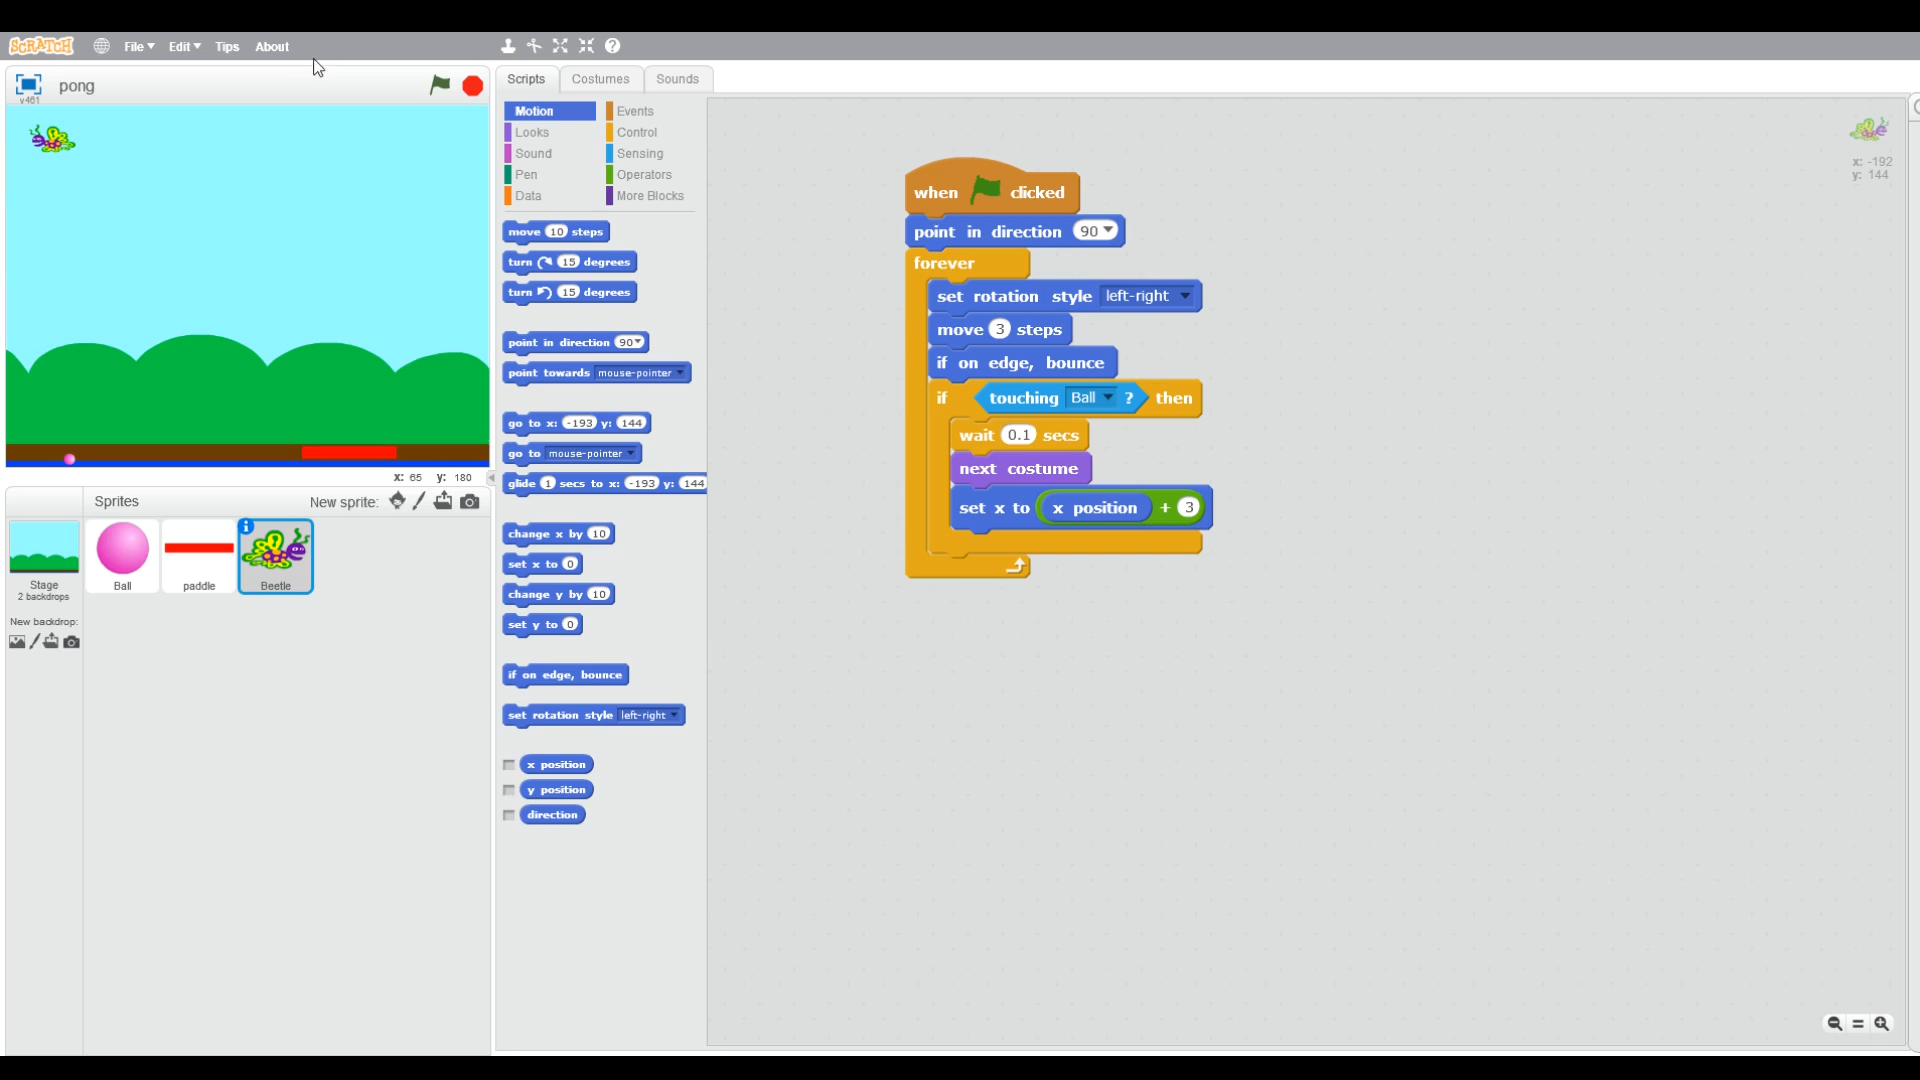 SCRATCH File Edit Tips About
v461 pong
Scripts Costumes Sounds
Motion Events
Looks Control
Sound Sensing
Pen Operators
Data More Blocks
move 10 steps
turn 15 degrees
turn 15 degrees
point in direction 90
point towards mouse-pointer
go to x: -193 y: 144
go to mouse-pointer
glide 1 secs to x: -193 y: 144
change x by 10
set x to 0
change y by 10
set y to 0
if on edge, bounce
set rotation style left-right
x position
y position
direction
when clicked
point in direction 90
forever
set rotation style left-right
move 3 steps
if on edge, bounce
if touching Ball ? then
wait 0.1 secs
next costume
set x to x position + 3
x: -192
y: 144
x: 65 y: 180
Sprites New sprite:
Stage
2 backdrops
New backdrop:
Ball
paddle
i
Beetle